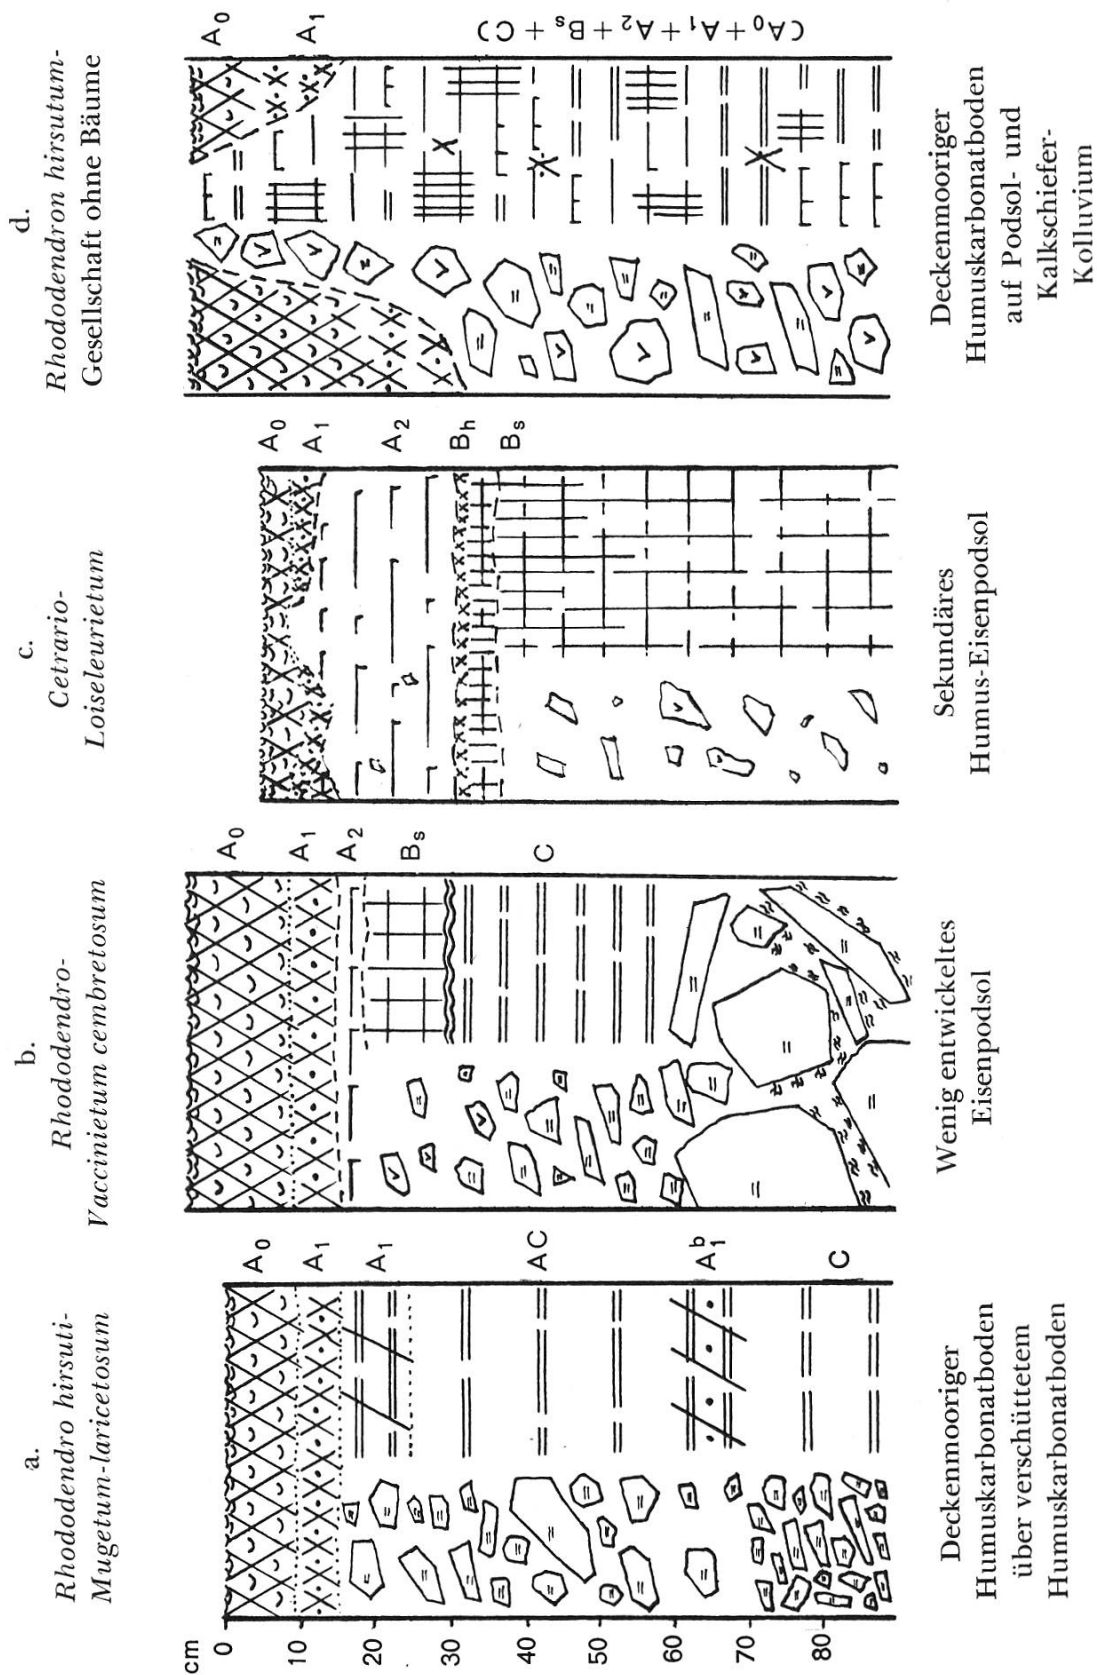 a.
Rhododendro hirsuti-
Mugetum-laricetosum
cm
0
10
20
30
40
50
60
70
80
A₀
A₁
A₁
AC
A₁ᵇ
C
Deckenmooriger
Humuskarbonatboden
über verschüttetem
Humuskarbonatboden
b.
Rhododendro-
Vaccinietum cembretosum
A₀
A₁
A₂
Bₛ
C
Wenig entwickeltes
Eisenpodsol
c.
Cetrario-
Loiseleurietum
A₀
A₁
A₂
Bₕ
Bₛ
Sekundäres
Humus-Eisenpodsol
d.
Rhododendron hirsutum-
Gesellschaft ohne Bäume
A₀
A₁
(A₀ + A₁ + A₂ + Bₛ + C)
Deckenmooriger
Humuskarbonatboden
auf Podsol- und
Kalkschiefer-
Kolluvium